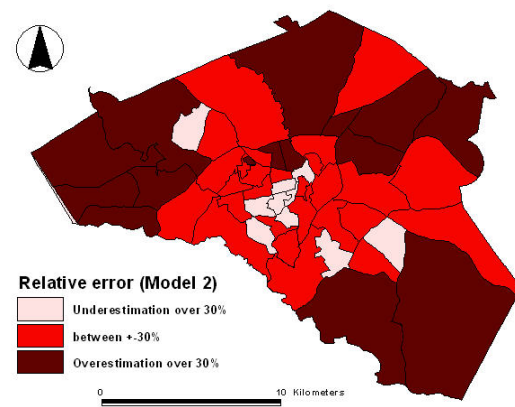 Relative error (Model 2)
Underestimation over 30%
between +-30%
Overestimation over 30%
0 10 Kilometers